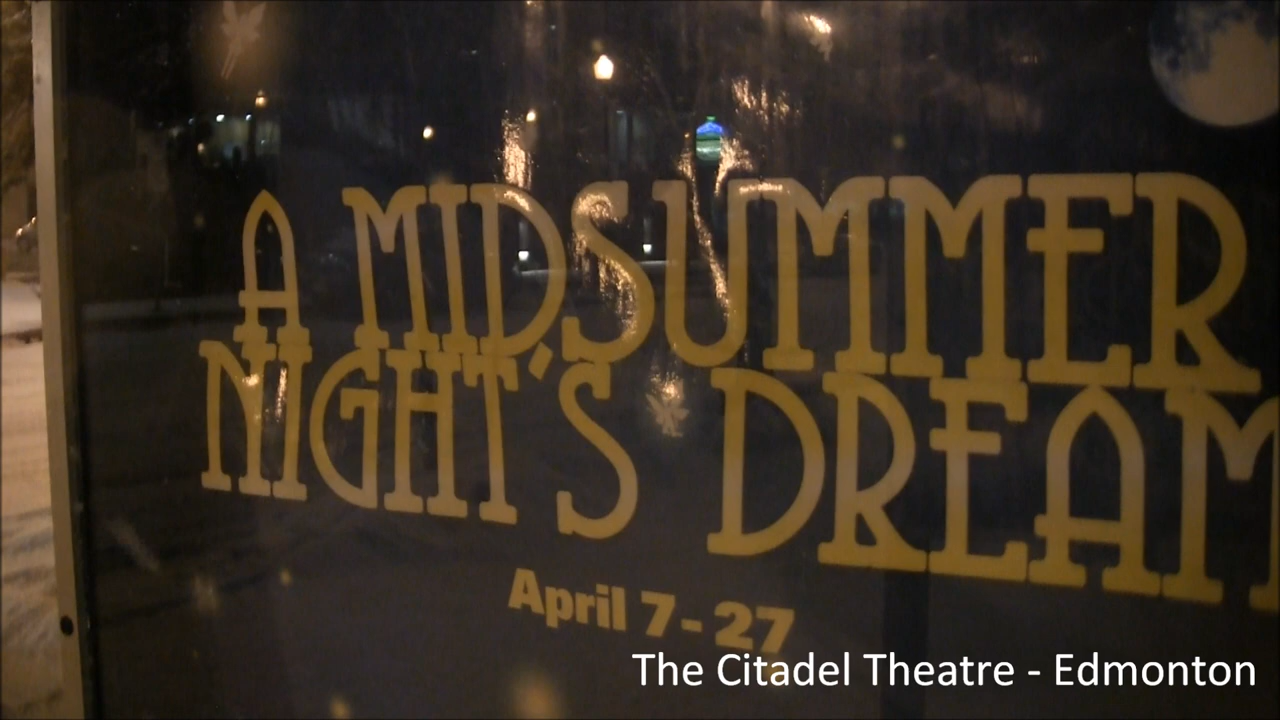 A MIDSUMMER
NIGHT'S DREAM
April 7-27
The Citadel Theatre - Edmonton